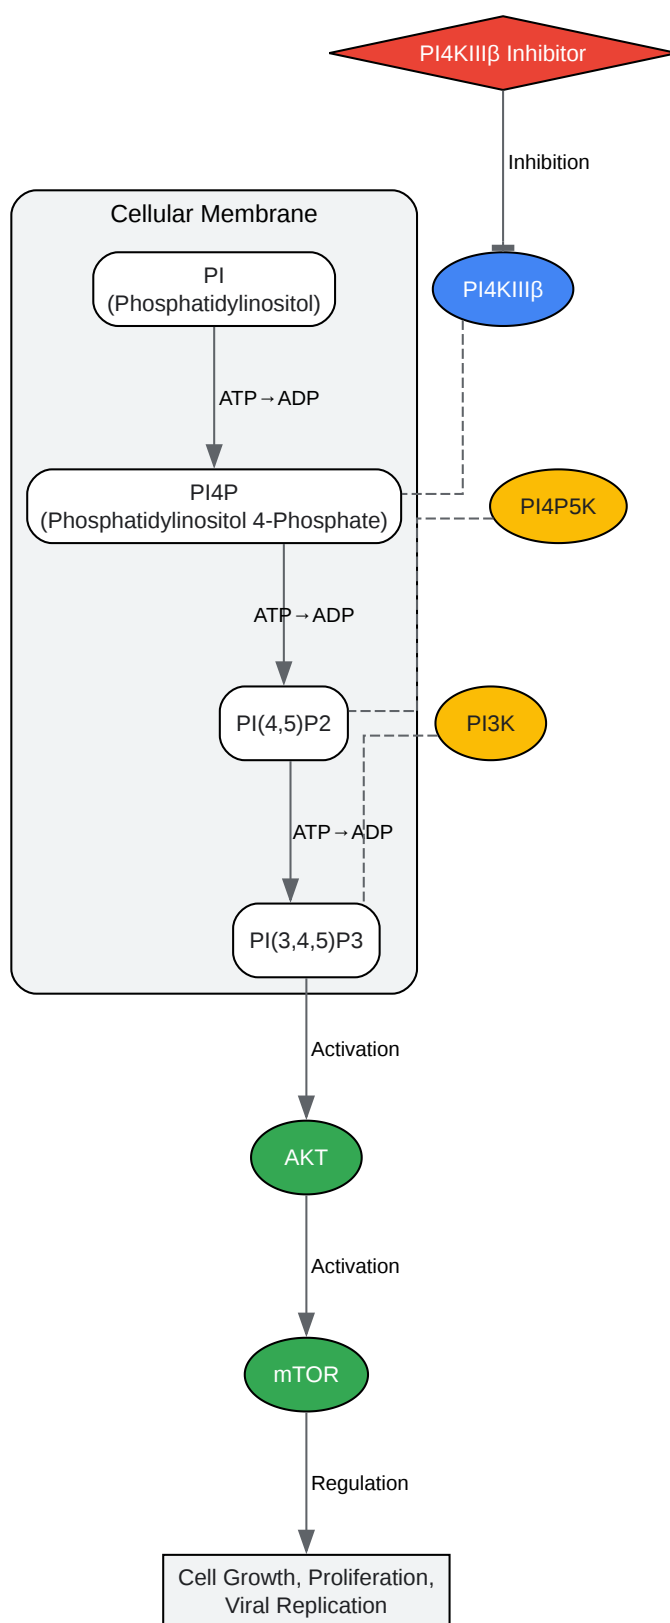 PI4KIIIβ Inhibitor
Inhibition
Cellular Membrane
PI
(Phosphatidylinositol)
PI4KIIIβ
ATP→ADP
PI4P
(Phosphatidylinositol 4-Phosphate)
PI4P5K
ATP→ADP
PI(4,5)P2
PI3K
ATP→ADP
PI(3,4,5)P3
Activation
AKT
Activation
mTOR
Regulation
Cell Growth, Proliferation,
Viral Replication